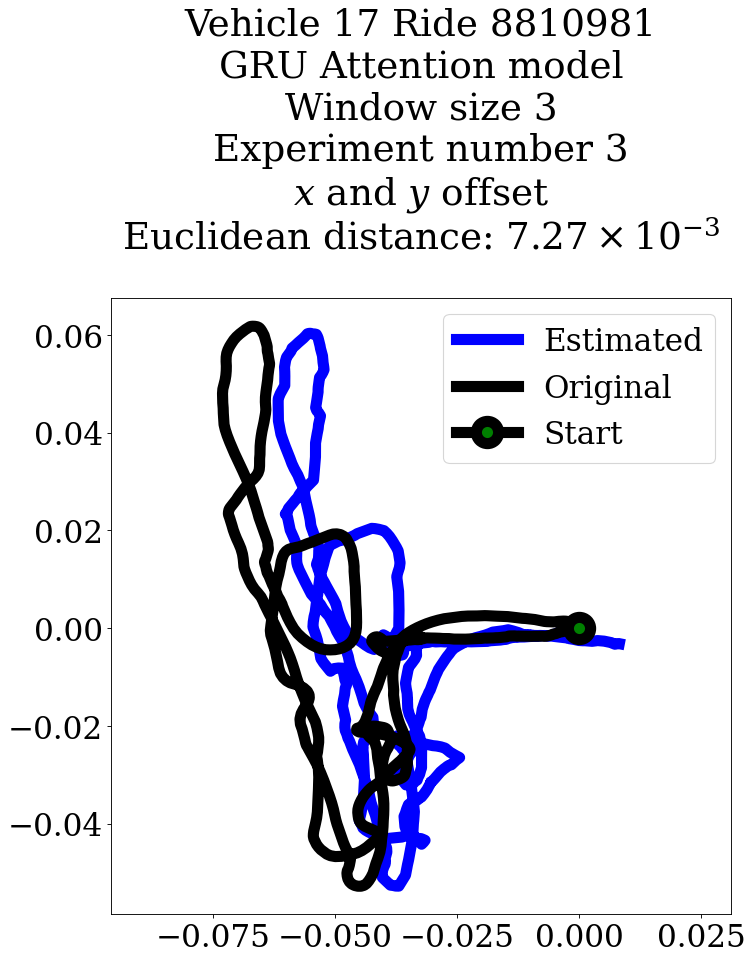 Vehicle 17 Ride 8810981
GRU Attention model
Window size 3
Experiment number 3
x and y offset
Euclidean distance: 7.27 × 10⁻³
Estimated
Original
Start
0.06
0.04
0.02
0.00
−0.02
−0.04
−0.075 −0.050 −0.025 0.000 0.025